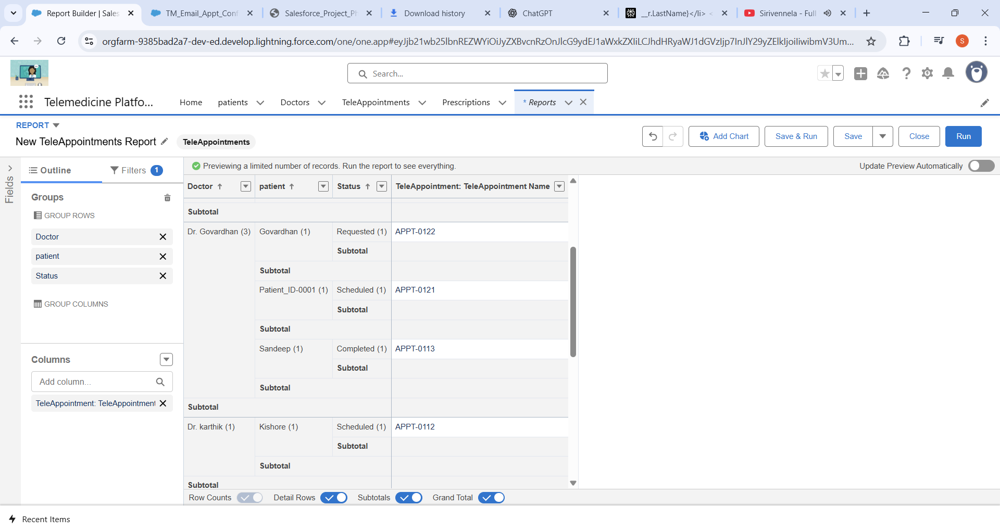 Report Builder | Sales
TM_Email_Appt_Conf
Salesforce_Project_Ph
Download history
ChatGPT
__r.LastName}</li> <
Sirivennela - Full
orgfarm-9385bad2a7-dev-ed.develop.lightning.force.com/one/one.app#eyJjb21wb25lbnREZWYiOiJyZXBvcnRzOnJlcG9ydEJ1aWxkZXIiLCJhdHRyaWJ1dGVzIjp7InJlY29yZElkIjoiIiwibmV3Um...
S
Search...
Telemedicine Platfo...
Home
patients
Doctors
TeleAppointments
Prescriptions
* Reports
REPORT
New TeleAppointments Report
TeleAppointments
Add Chart
Save & Run
Save
Close
Run
Fields
Outline
Filters 1
Previewing a limited number of records. Run the report to see everything.
Update Preview Automatically
Groups
GROUP ROWS
Doctor
patient
Status
GROUP COLUMNS
Columns
Add column...
TeleAppointment: TeleAppointment
Doctor ↑ patient ↑ Status ↑ TeleAppointment: TeleAppointment Name
Subtotal
Dr. Govardhan (3) Govardhan (1) Requested (1) APPT-0122
Subtotal
Subtotal
Patient_ID-0001 (1) Scheduled (1) APPT-0121
Subtotal
Subtotal
Sandeep (1) Completed (1) APPT-0113
Subtotal
Subtotal
Subtotal
Dr. karthik (1) Kishore (1) Scheduled (1) APPT-0112
Subtotal
Subtotal
Subtotal
Row Counts Detail Rows Subtotals Grand Total
Recent Items